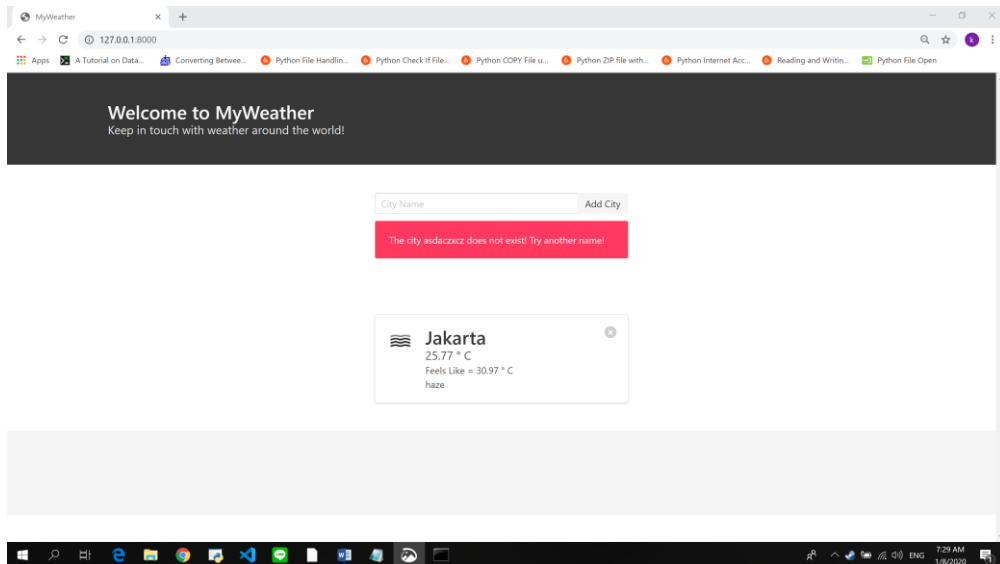 MyWeather
127.0.0.1:8000
Apps A Tutorial on Data... Converting Betwee... Python File Handlin... Python Check If File... Python COPY File u... Python ZIP file with... Python Internet Acc... Reading and Writin... Python File Open
Welcome to MyWeather
Keep in touch with weather around the world!
City Name Add City
The city asdaczxcz does not exist! Try another name!
Jakarta
25.77 ° C
Feels Like = 30.97 ° C
haze
ENG 7:29 AM
1/8/2020